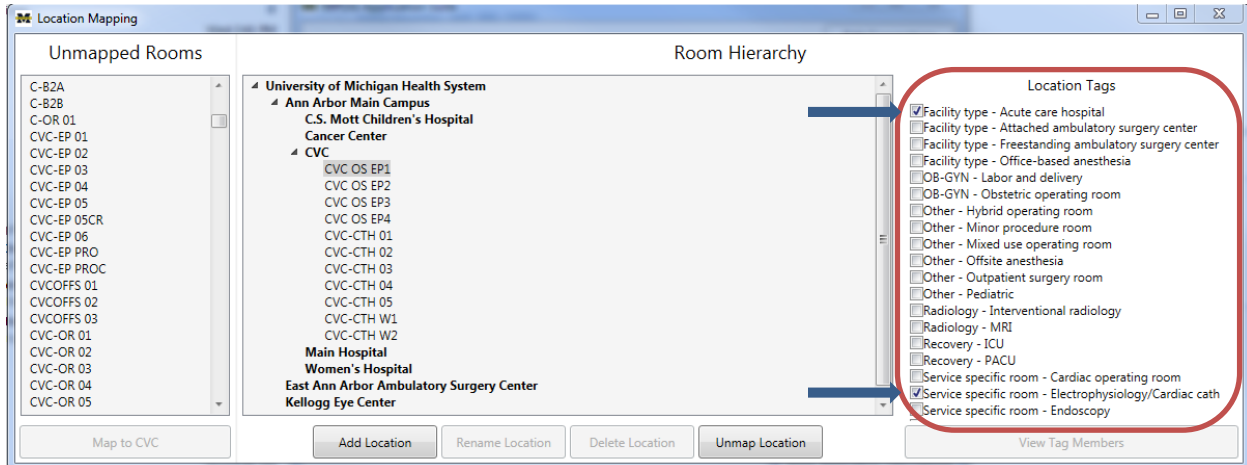 Location Mapping
Unmapped Rooms
C-B2A
C-B2B
C-OR 01
CVC-EP 01
CVC-EP 02
CVC-EP 03
CVC-EP 04
CVC-EP 05
CVC-EP 05CR
CVC-EP 06
CVC-EP PRO
CVC-EP PROC
CVCOFFS 01
CVCOFFS 02
CVCOFFS 03
CVC-OR 01
CVC-OR 02
CVC-OR 03
CVC-OR 04
CVC-OR 05
Map to CVC
Room Hierarchy
University of Michigan Health System
Ann Arbor Main Campus
C.S. Mott Children's Hospital
Cancer Center
CVC
CVC OS EP1
CVC OS EP2
CVC OS EP3
CVC OS EP4
CVC-CTH 01
CVC-CTH 02
CVC-CTH 03
CVC-CTH 04
CVC-CTH 05
CVC-CTH W1
CVC-CTH W2
Main Hospital
Women's Hospital
East Ann Arbor Ambulatory Surgery Center
Kellogg Eye Center
Add Location
Rename Location
Delete Location
Unmap Location
Location Tags
Facility type - Acute care hospital
Facility type - Attached ambulatory surgery center
Facility type - Freestanding ambulatory surgery center
Facility type - Office-based anesthesia
OB-GYN - Labor and delivery
OB-GYN - Obstetric operating room
Other - Hybrid operating room
Other - Minor procedure room
Other - Mixed use operating room
Other - Offsite anesthesia
Other - Outpatient surgery room
Other - Pediatric
Radiology - Interventional radiology
Radiology - MRI
Recovery - ICU
Recovery - PACU
Service specific room - Cardiac operating room
Service specific room - Electrophysiology/Cardiac cath
Service specific room - Endoscopy
View Tag Members